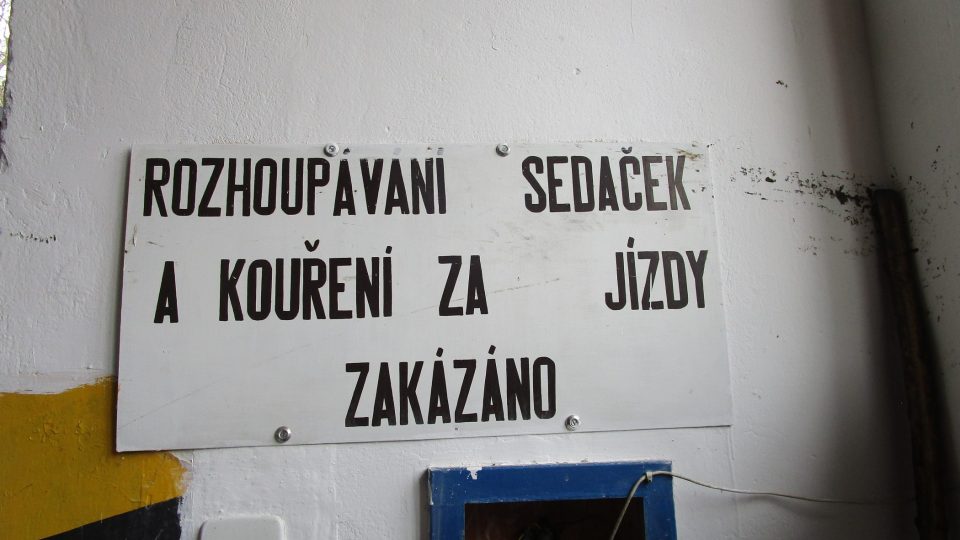 ROZHOUPÁVANÍ SEDAČEK
A KOUŘENÍ ZA JÍZDY
ZAKÁZÁNO